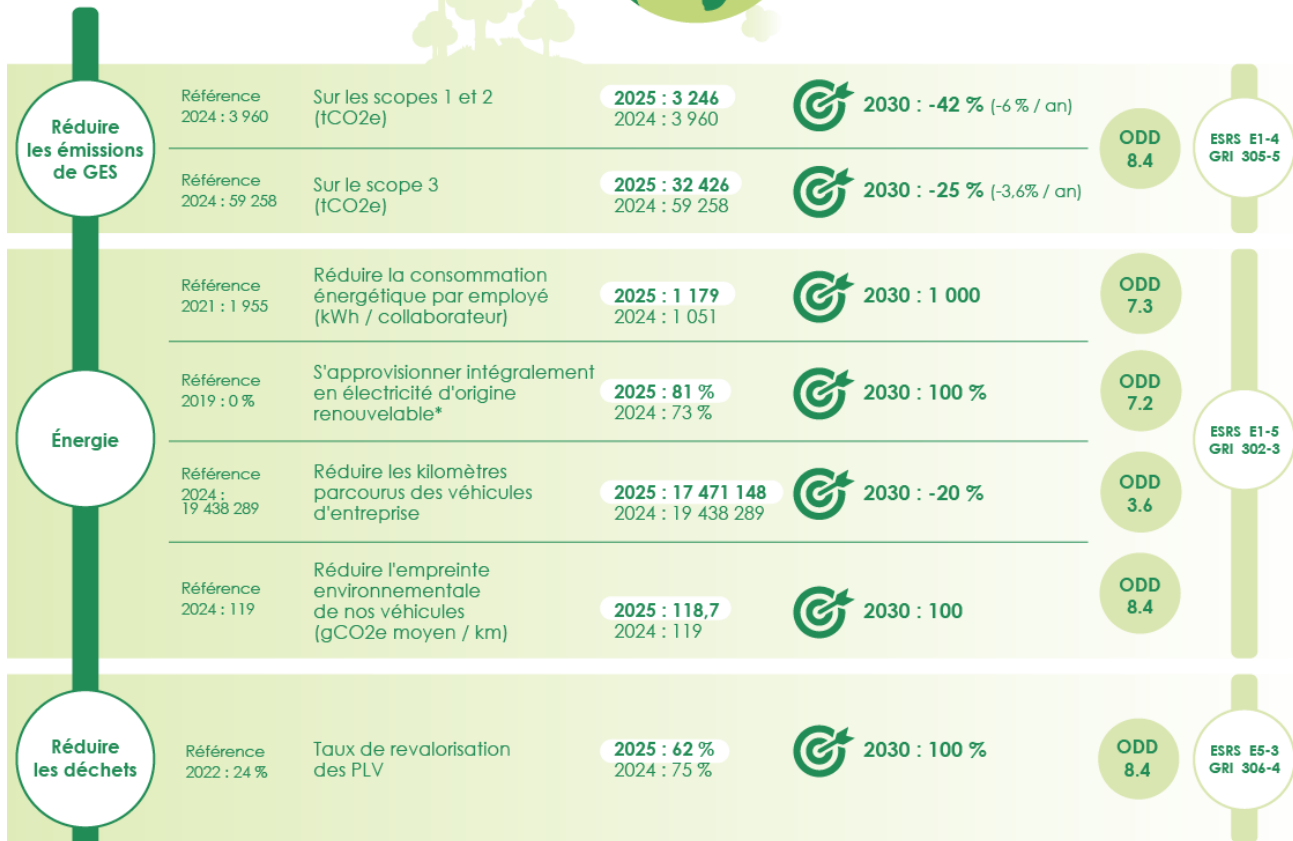 Réduire
les émissions
de GES
Référence
2024 : 3 960
Sur les scopes 1 et 2
(tCO2e)
2025 : 3 246
2024 : 3 960
2030 : -42 % (-6 % / an)
Référence
2024 : 59 258
Sur le scope 3
(tCO2e)
2025 : 32 426
2024 : 59 258
2030 : -25 % (-3,6% / an)
ODD
8.4
ESRS E1-4
GRI 305-5
Énergie
Référence
2021 : 1 955
Réduire la consommation
énergétique par employé
(kWh / collaborateur)
2025 : 1 179
2024 : 1 051
2030 : 1 000
ODD
7.3
Référence
2019 : 0 %
S'approvisionner intégralement
en électricité d'origine
renouvelable*
2025 : 81 %
2024 : 73 %
2030 : 100 %
ODD
7.2
Référence
2024 :
19 438 289
Réduire les kilomètres
parcourus des véhicules
d'entreprise
2025 : 17 471 148
2024 : 19 438 289
2030 : -20 %
ODD
3.6
Référence
2024 : 119
Réduire l'empreinte
environnementale
de nos véhicules
(gCO2e moyen / km)
2025 : 118,7
2024 : 119
2030 : 100
ODD
8.4
ESRS E1-5
GRI 302-3
Réduire
les déchets
Référence
2022 : 24 %
Taux de revalorisation
des PLV
2025 : 62 %
2024 : 75 %
2030 : 100 %
ODD
8.4
ESRS E5-3
GRI 306-4